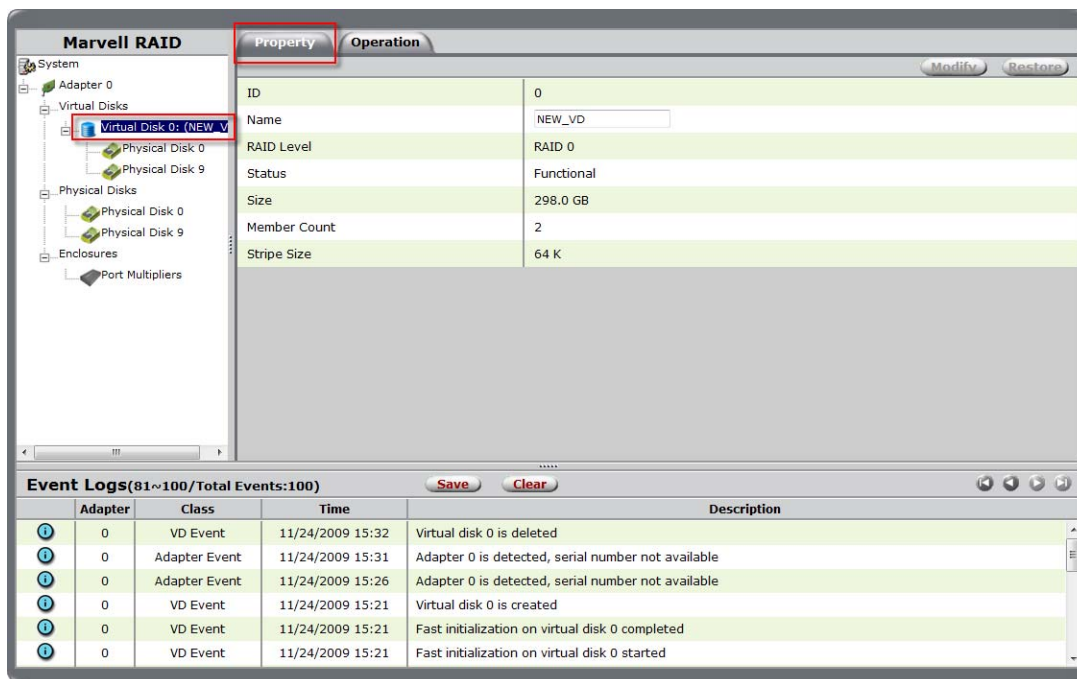 Marvell RAID
Property
Operation
System
Adapter 0
Virtual Disks
Virtual Disk 0: (NEW_V
Physical Disk 0
Physical Disk 9
Physical Disks
Physical Disk 0
Physical Disk 9
Enclosures
Port Multipliers
Modify
Restore
ID 0
Name NEW_VD
RAID Level RAID 0
Status Functional
Size 298.0 GB
Member Count 2
Stripe Size 64 K
Event Logs(81~100/Total Events:100)
Save
Clear
Adapter Class Time Description
0 VD Event 11/24/2009 15:32 Virtual disk 0 is deleted
0 Adapter Event 11/24/2009 15:31 Adapter 0 is detected, serial number not available
0 Adapter Event 11/24/2009 15:26 Adapter 0 is detected, serial number not available
0 VD Event 11/24/2009 15:21 Virtual disk 0 is created
0 VD Event 11/24/2009 15:21 Fast initialization on virtual disk 0 completed
0 VD Event 11/24/2009 15:21 Fast initialization on virtual disk 0 started